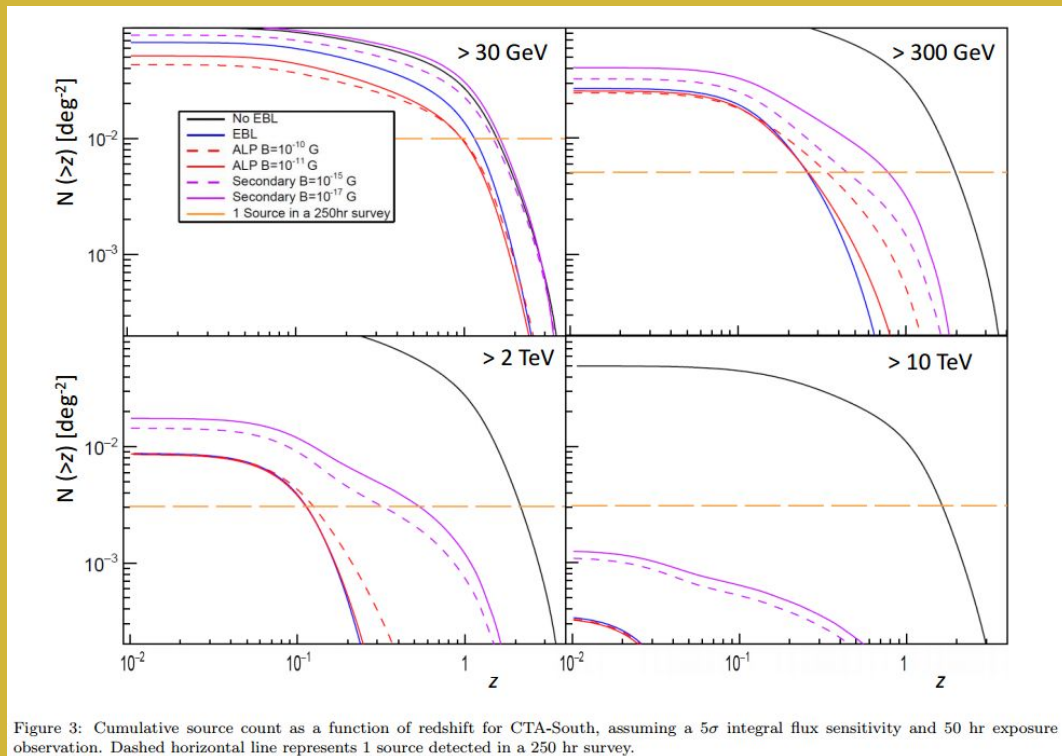 > 30 GeV
> 300 GeV
N (>z) [deg⁻²]
No EBL
EBL
ALP B=10⁻¹⁰ G
ALP B=10⁻¹¹ G
Secondary B=10⁻¹⁵ G
Secondary B=10⁻¹⁷ G
1 Source in a 250hr survey
10⁻²
10⁻³
> 2 TeV
> 10 TeV
N (>z) [deg⁻²]
10⁻²
10⁻³
10⁻² 10⁻¹ 1 10⁻² 10⁻¹ 1
z z
Figure 3: Cumulative source count as a function of redshift for CTA-South, assuming a 5σ integral flux sensitivity and 50 hr exposure
observation. Dashed horizontal line represents 1 source detected in a 250 hr survey.